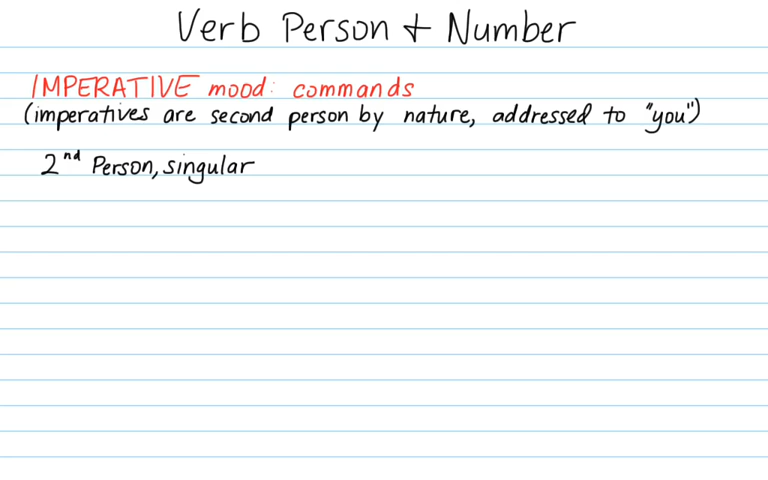 Verb Person + Number
IMPERATIVE mood: commands
(imperatives are second person by nature, addressed to "you")
2nd Person, singular